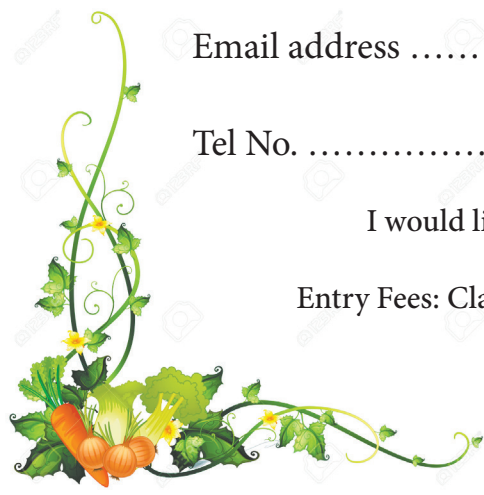 Email address ……
Tel No. ………………
I would li
Entry Fees: Cla